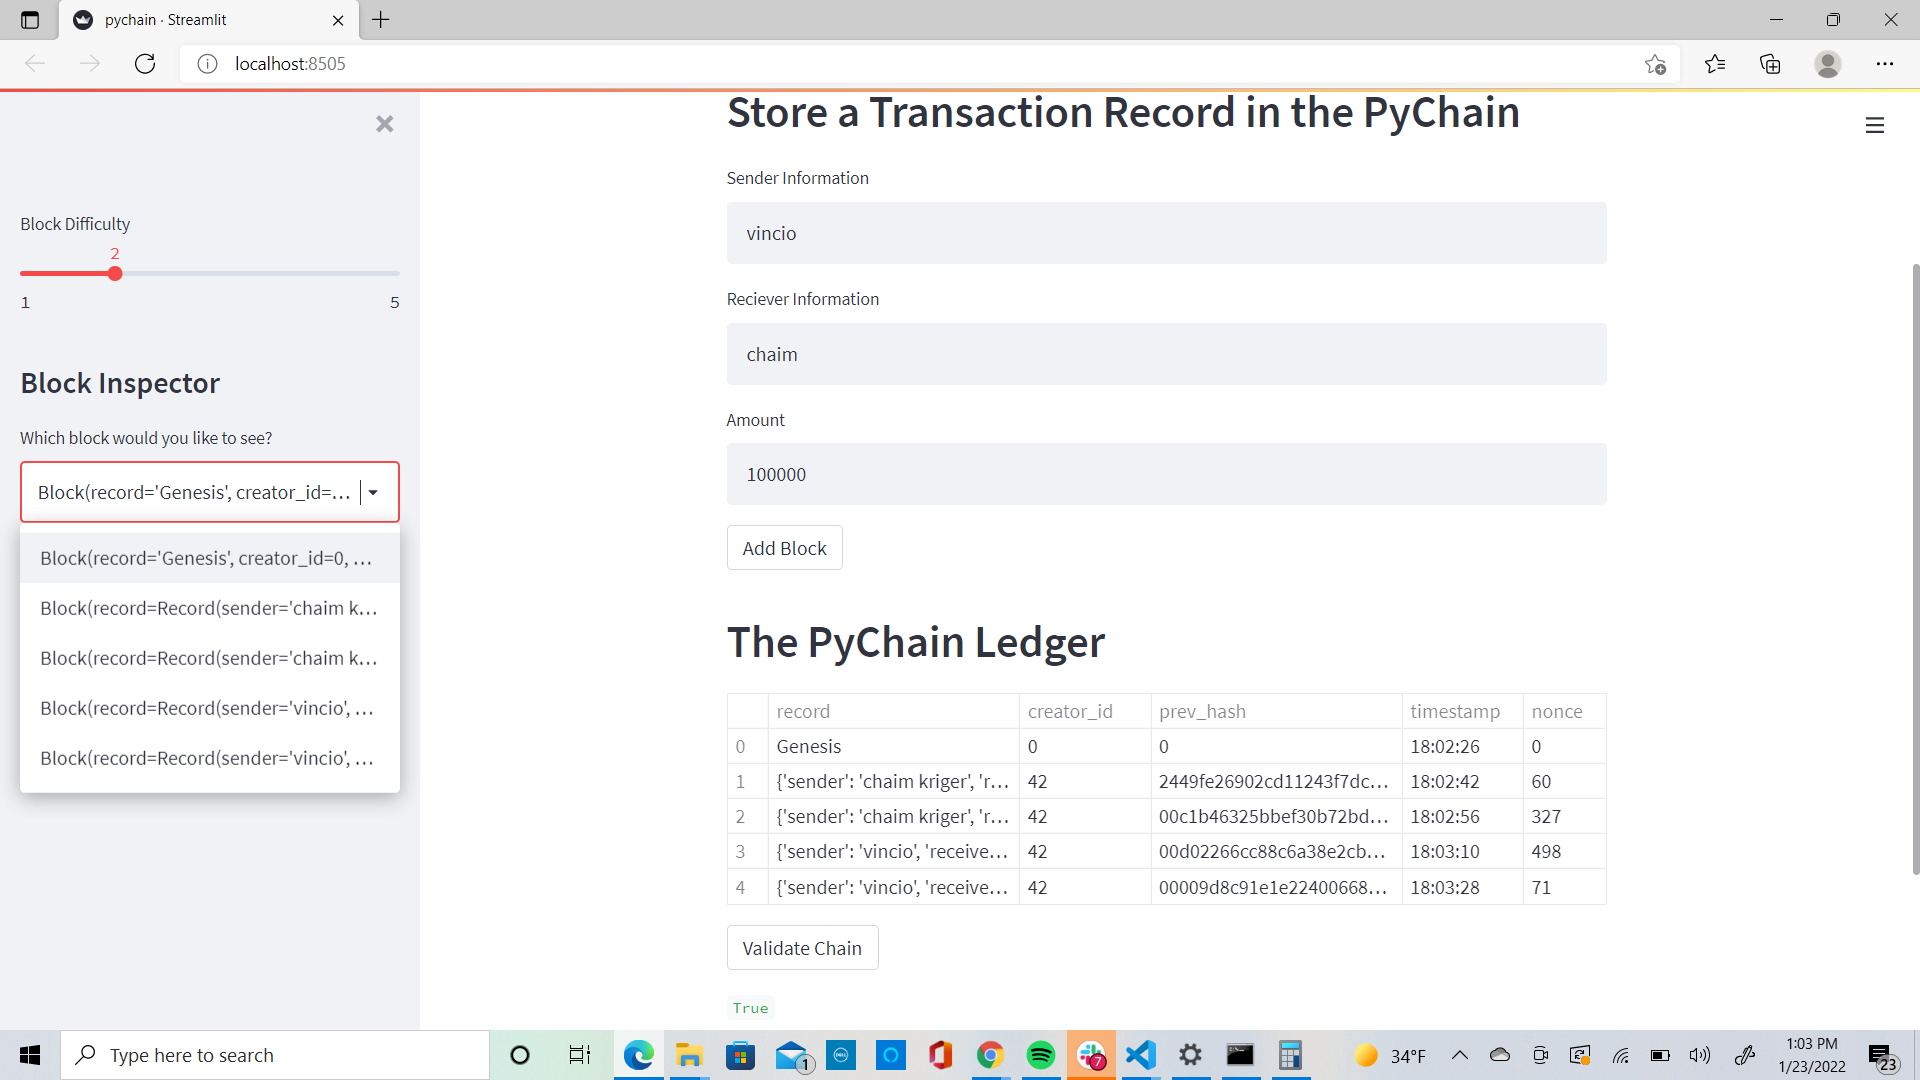 pychain · Streamlit
localhost:8505
Block Difficulty
2
1 5
Block Inspector
Which block would you like to see?
Block(record='Genesis', creator_id=...
Block(record='Genesis', creator_id=0, ...
Block(record=Record(sender='chaim k...
Block(record=Record(sender='chaim k...
Block(record=Record(sender='vincio', ...
Block(record=Record(sender='vincio', ...
Store a Transaction Record in the PyChain
Sender Information
vincio
Reciever Information
chaim
Amount
100000
Add Block
The PyChain Ledger
record creator_id prev_hash timestamp nonce
0 Genesis 0 0 18:02:26 0
1 {'sender': 'chaim kriger', 'r... 42 2449fe26902cd11243f7dc... 18:02:42 60
2 {'sender': 'chaim kriger', 'r... 42 00c1b46325bbef30b72bd... 18:02:56 327
3 {'sender': 'vincio', 'receive... 42 00d02266cc88c6a38e2cb... 18:03:10 498
4 {'sender': 'vincio', 'receive... 42 00009d8c91e1e22400668... 18:03:28 71
Validate Chain
True
Type here to search
1
DELL
7
34°F
1:03 PM
1/23/2022
23